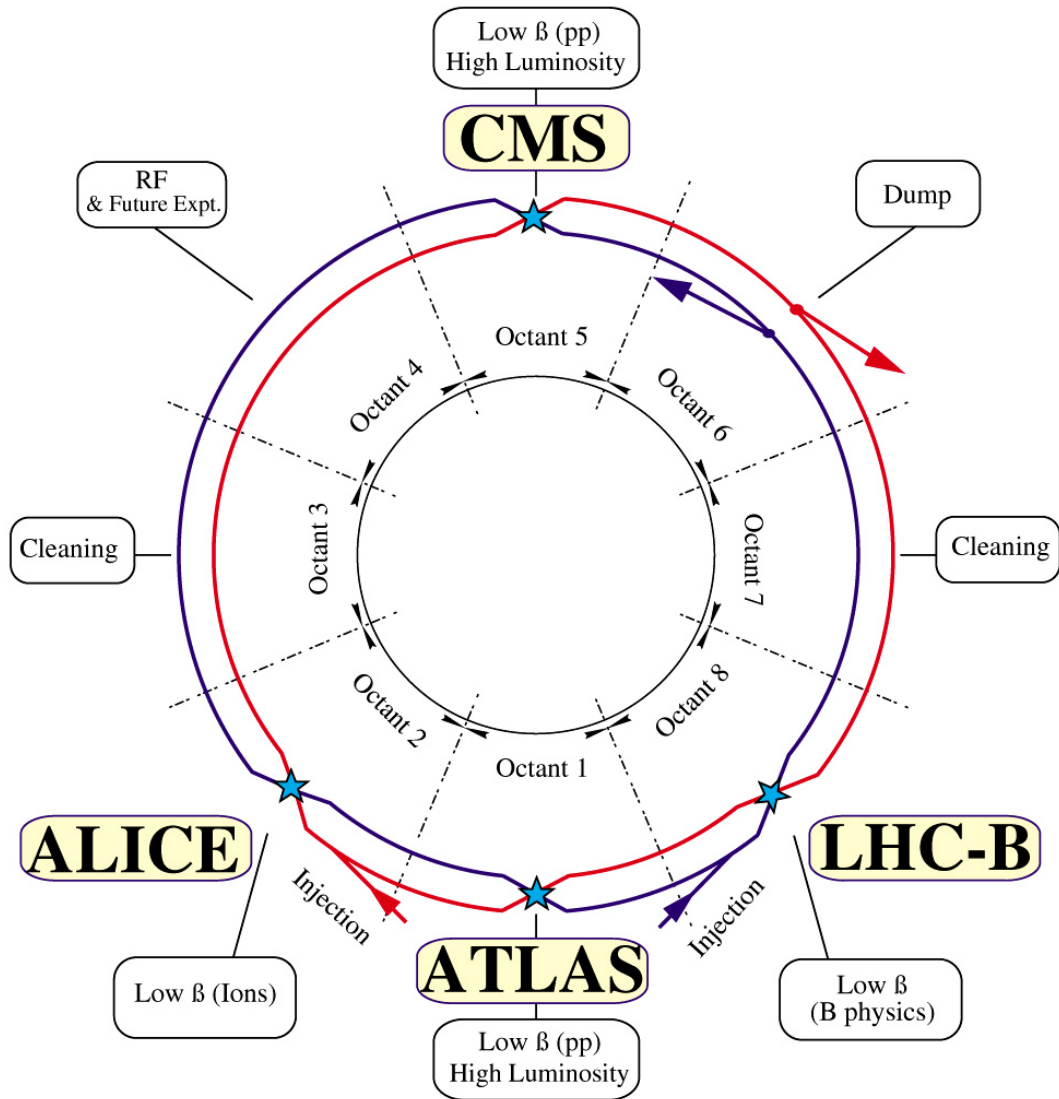 Low ß (pp)
High Luminosity
CMS
RF
& Future Expt.
Dump
Octant 5
Octant 4
Octant 6
Cleaning
Octant 3
Octant 7
Cleaning
Octant 2
Octant 8
Octant 1
ALICE
LHC-B
Injection
Injection
ATLAS
Low ß (Ions)
Low ß
(B physics)
Low ß (pp)
High Luminosity